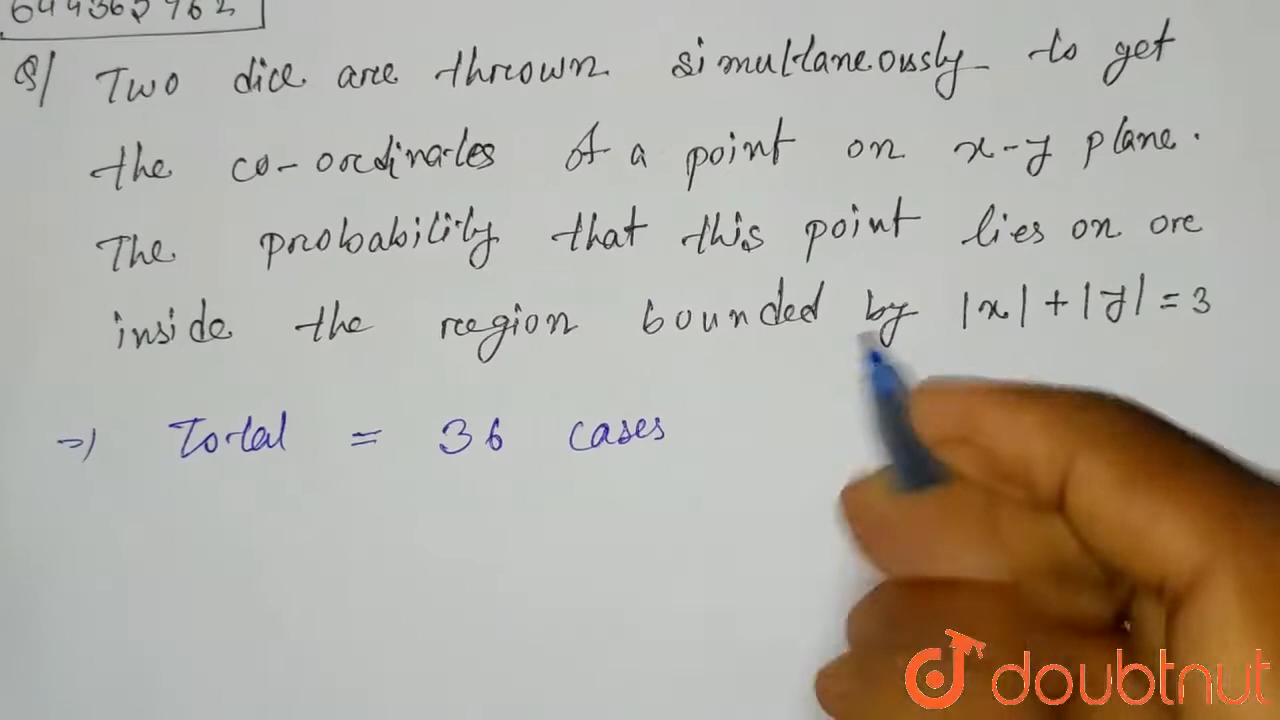 Q/ Two dice are thrown simultaneously to get
the co-ordinates of a point on x-y plane.
The probability that this point lies on or
inside the region bounded by |x| + |y| = 3
=> Total = 36 cases
doubtnut